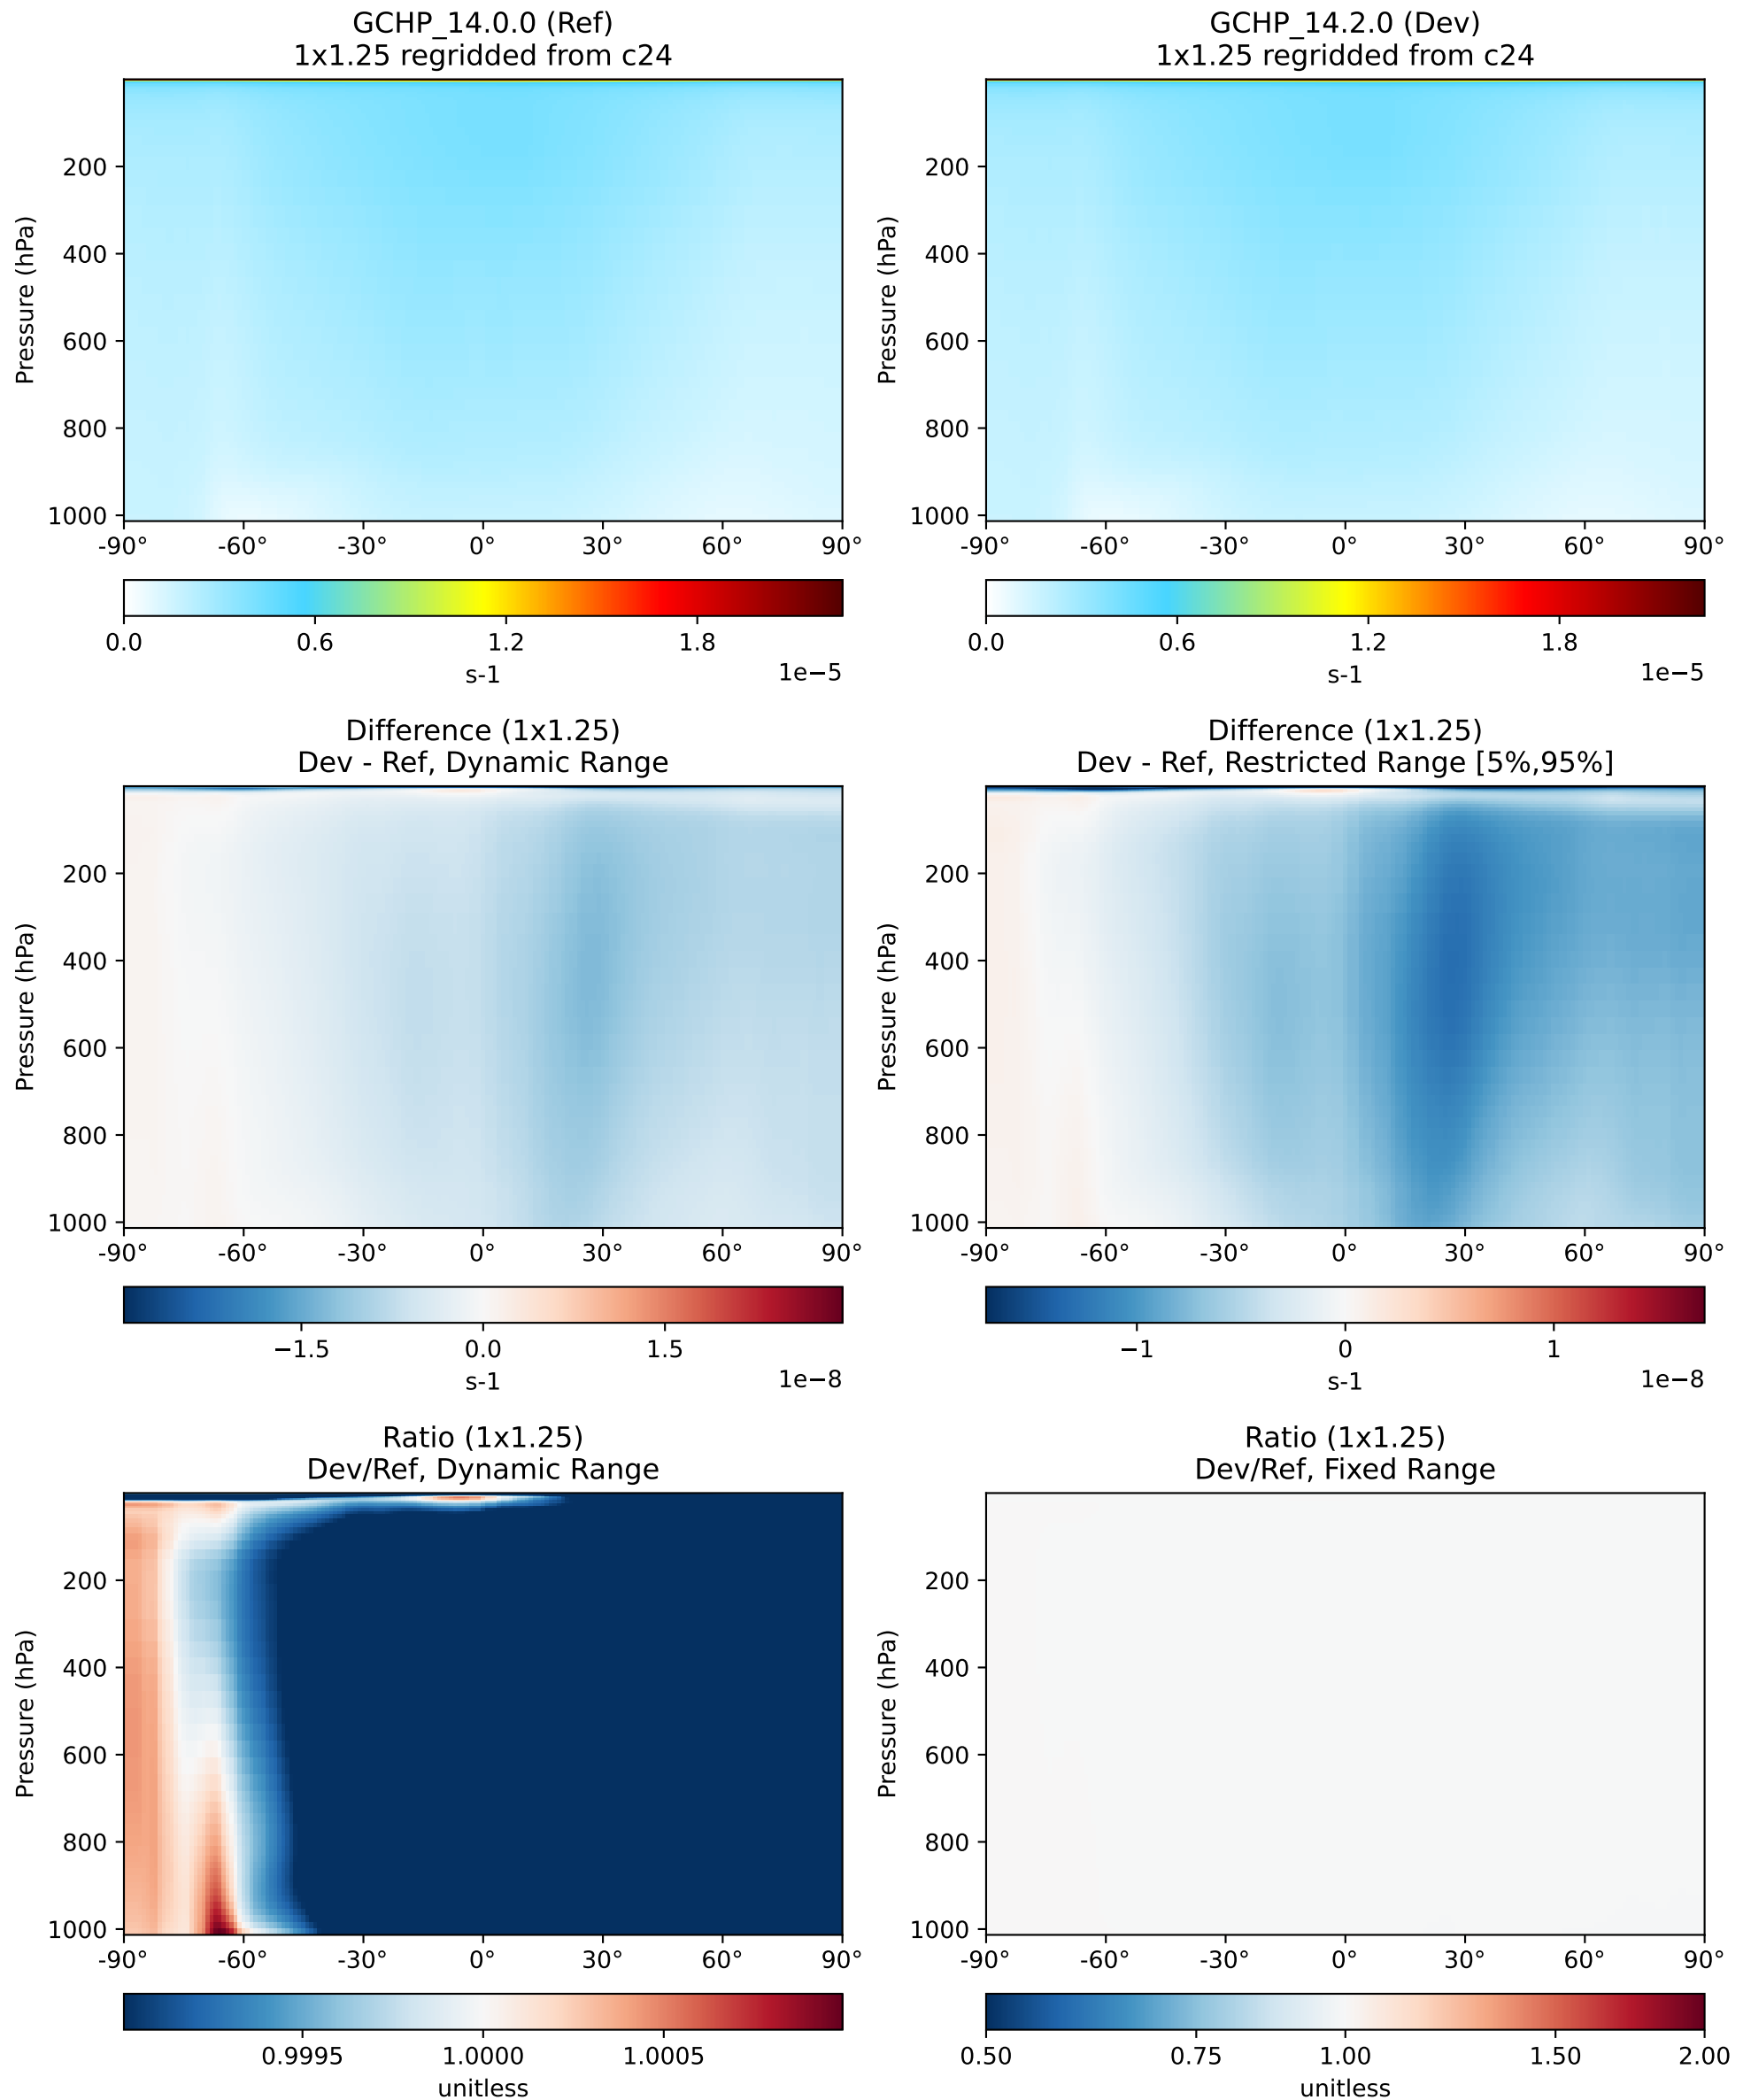 GCHP_14.0.0 (Ref)
1x1.25 regridded from c24
Pressure (hPa)
200
400
600
800
1000
-90° -60° -30° 0° 30° 60° 90°
0.0 0.6 1.2 1.8
s-1 1e−5
GCHP_14.2.0 (Dev)
1x1.25 regridded from c24
Pressure (hPa)
200
400
600
800
1000
-90° -60° -30° 0° 30° 60° 90°
0.0 0.6 1.2 1.8
s-1 1e−5
Difference (1x1.25)
Dev - Ref, Dynamic Range
Pressure (hPa)
200
400
600
800
1000
-90° -60° -30° 0° 30° 60° 90°
−1.5 0.0 1.5
s-1 1e−8
Difference (1x1.25)
Dev - Ref, Restricted Range [5%,95%]
Pressure (hPa)
200
400
600
800
1000
-90° -60° -30° 0° 30° 60° 90°
−1 0 1
s-1 1e−8
Ratio (1x1.25)
Dev/Ref, Dynamic Range
Pressure (hPa)
200
400
600
800
1000
-90° -60° -30° 0° 30° 60° 90°
0.9995 1.0000 1.0005
unitless
Ratio (1x1.25)
Dev/Ref, Fixed Range
Pressure (hPa)
200
400
600
800
1000
-90° -60° -30° 0° 30° 60° 90°
0.50 0.75 1.00 1.50 2.00
unitless